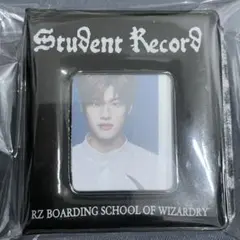 Student Record
RZ BOARDING SCHOOL OF WIZARDRY